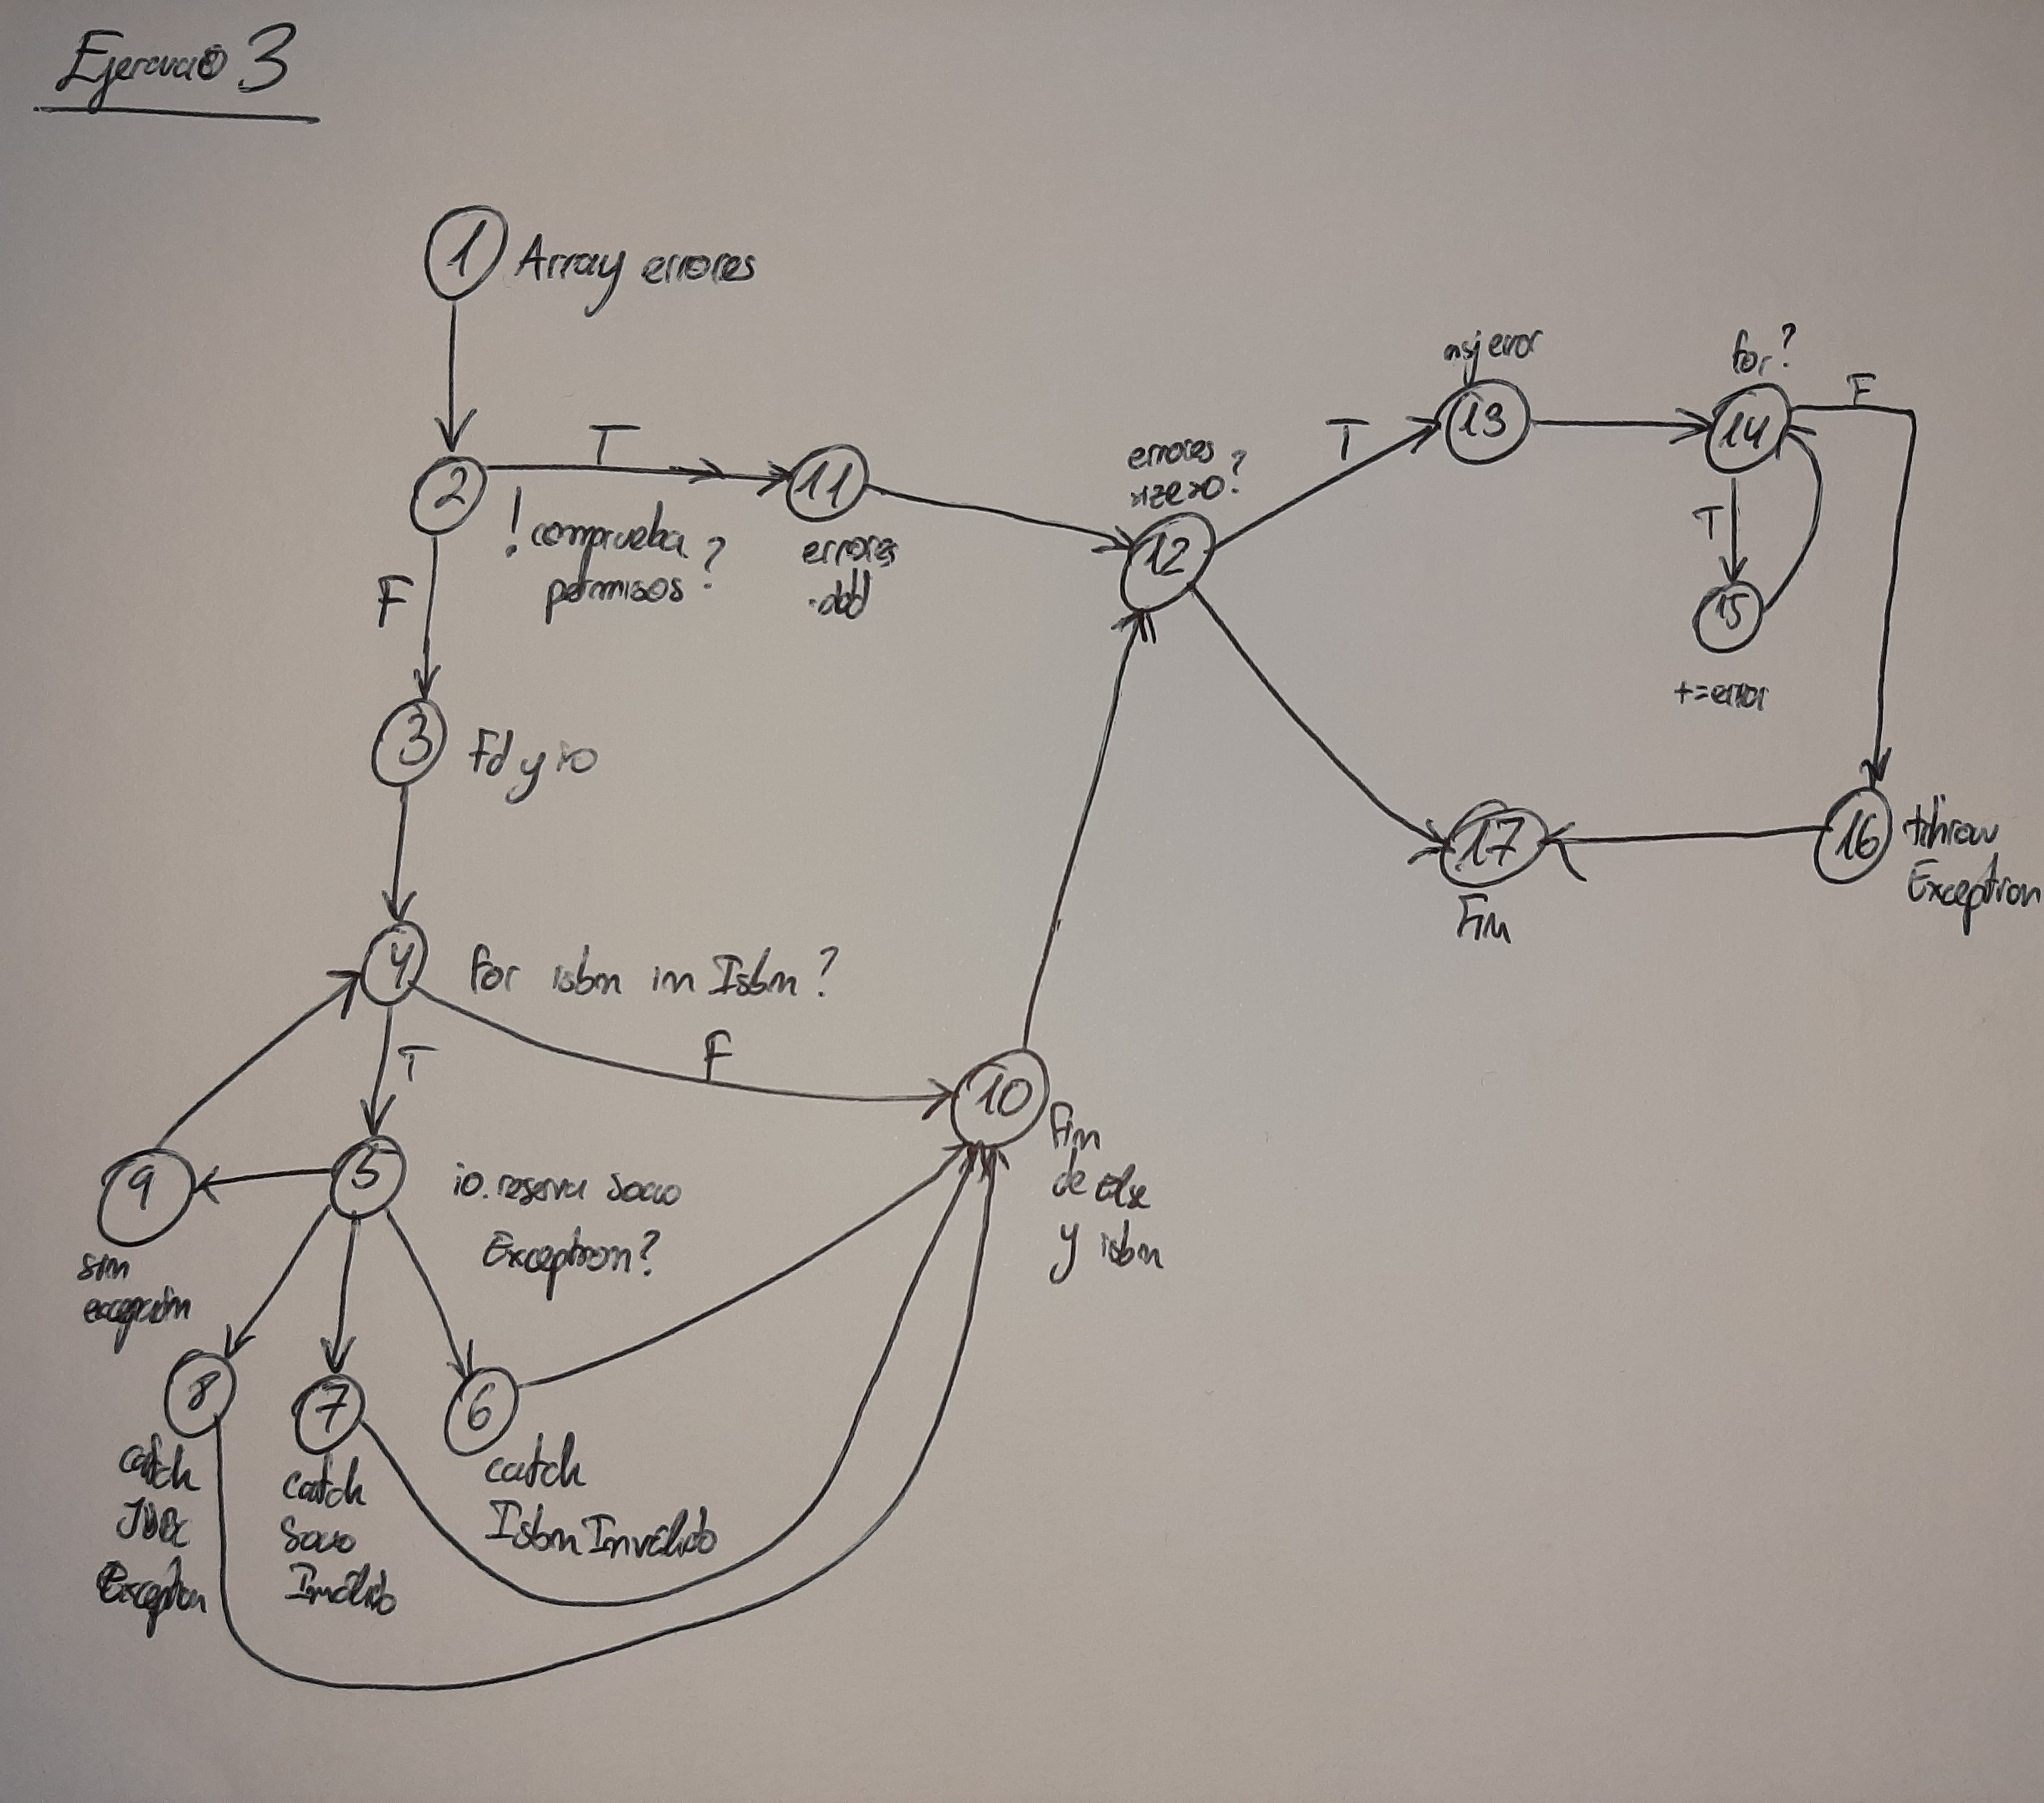 Ejercicio 3
1 Array errores
2
T
11
! comprueba
permisos?
errores
.add
F
3 Fd y io
4 for isbn in Isbn?
T
F
10
Fin
de else
y isbn
5 io.reserva socio
Exception?
9
sin
excepción
8
catch
JDBC
Exception
7
catch
Socio
Inválido
6
catch
Isbn Inválido
errores
size>0?
12
T
msj error
13
for?
14
F
T
15
+=error
16 throw
Exception
17
Fin